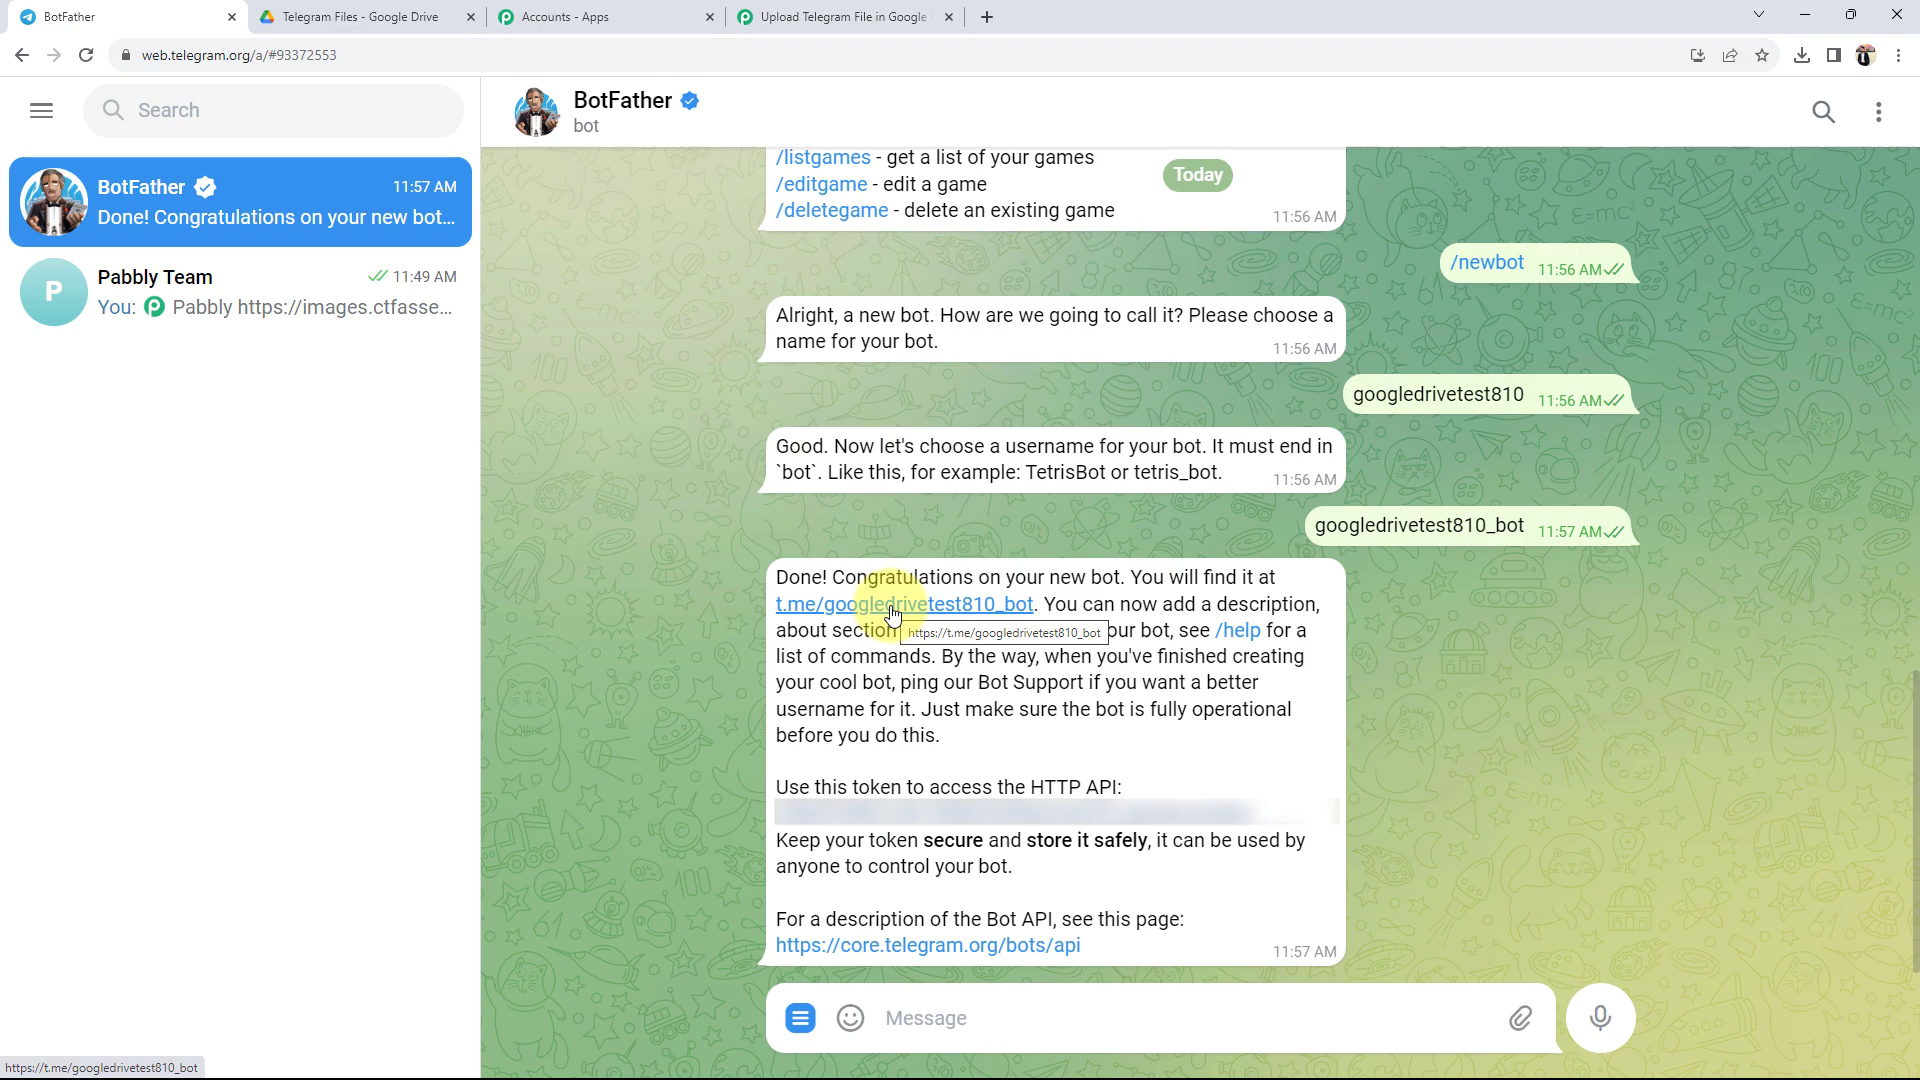 BotFather
Telegram Files - Google Drive
Accounts - Apps
Upload Telegram File in Google
web.telegram.org/a/#93372553
Search
BotFather
bot
BotFather 11:57 AM
Done! Congratulations on your new bot...
P
Pabbly Team 11:49 AM
You: Pabbly https://images.ctfasse...
/listgames - get a list of your games
Today
/editgame - edit a game
/deletegame - delete an existing game
11:56 AM
/newbot 11:56 AM
Alright, a new bot. How are we going to call it? Please choose a
name for your bot.
11:56 AM
googledrivetest810 11:56 AM
Good. Now let's choose a username for your bot. It must end in
`bot`. Like this, for example: TetrisBot or tetris_bot.
11:56 AM
googledrivetest810_bot 11:57 AM
Done! Congratulations on your new bot. You will find it at
t.me/googledrivetest810_bot. You can now add a description,
about section https://t.me/googledrivetest810_bot our bot, see /help for a
list of commands. By the way, when you've finished creating
your cool bot, ping our Bot Support if you want a better
username for it. Just make sure the bot is fully operational
before you do this.
Use this token to access the HTTP API:
Keep your token secure and store it safely, it can be used by
anyone to control your bot.
For a description of the Bot API, see this page:
https://core.telegram.org/bots/api
11:57 AM
Message
https://t.me/googledrivetest810_bot